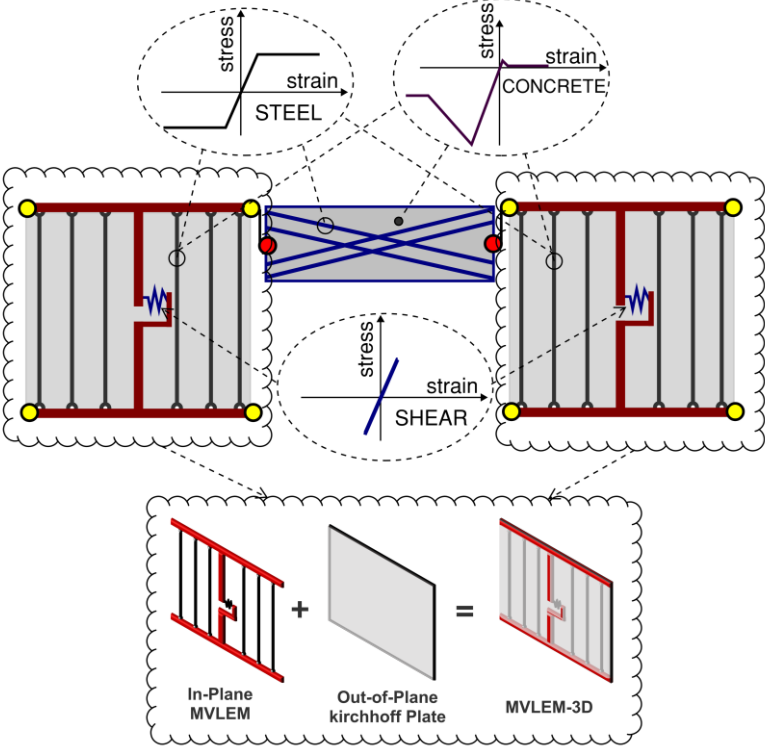 stress
strain
STEEL
stress
strain
CONCRETE
stress
strain
SHEAR
+
=
In-Plane
MVLEM
Out-of-Plane
kirchhoff Plate
MVLEM-3D